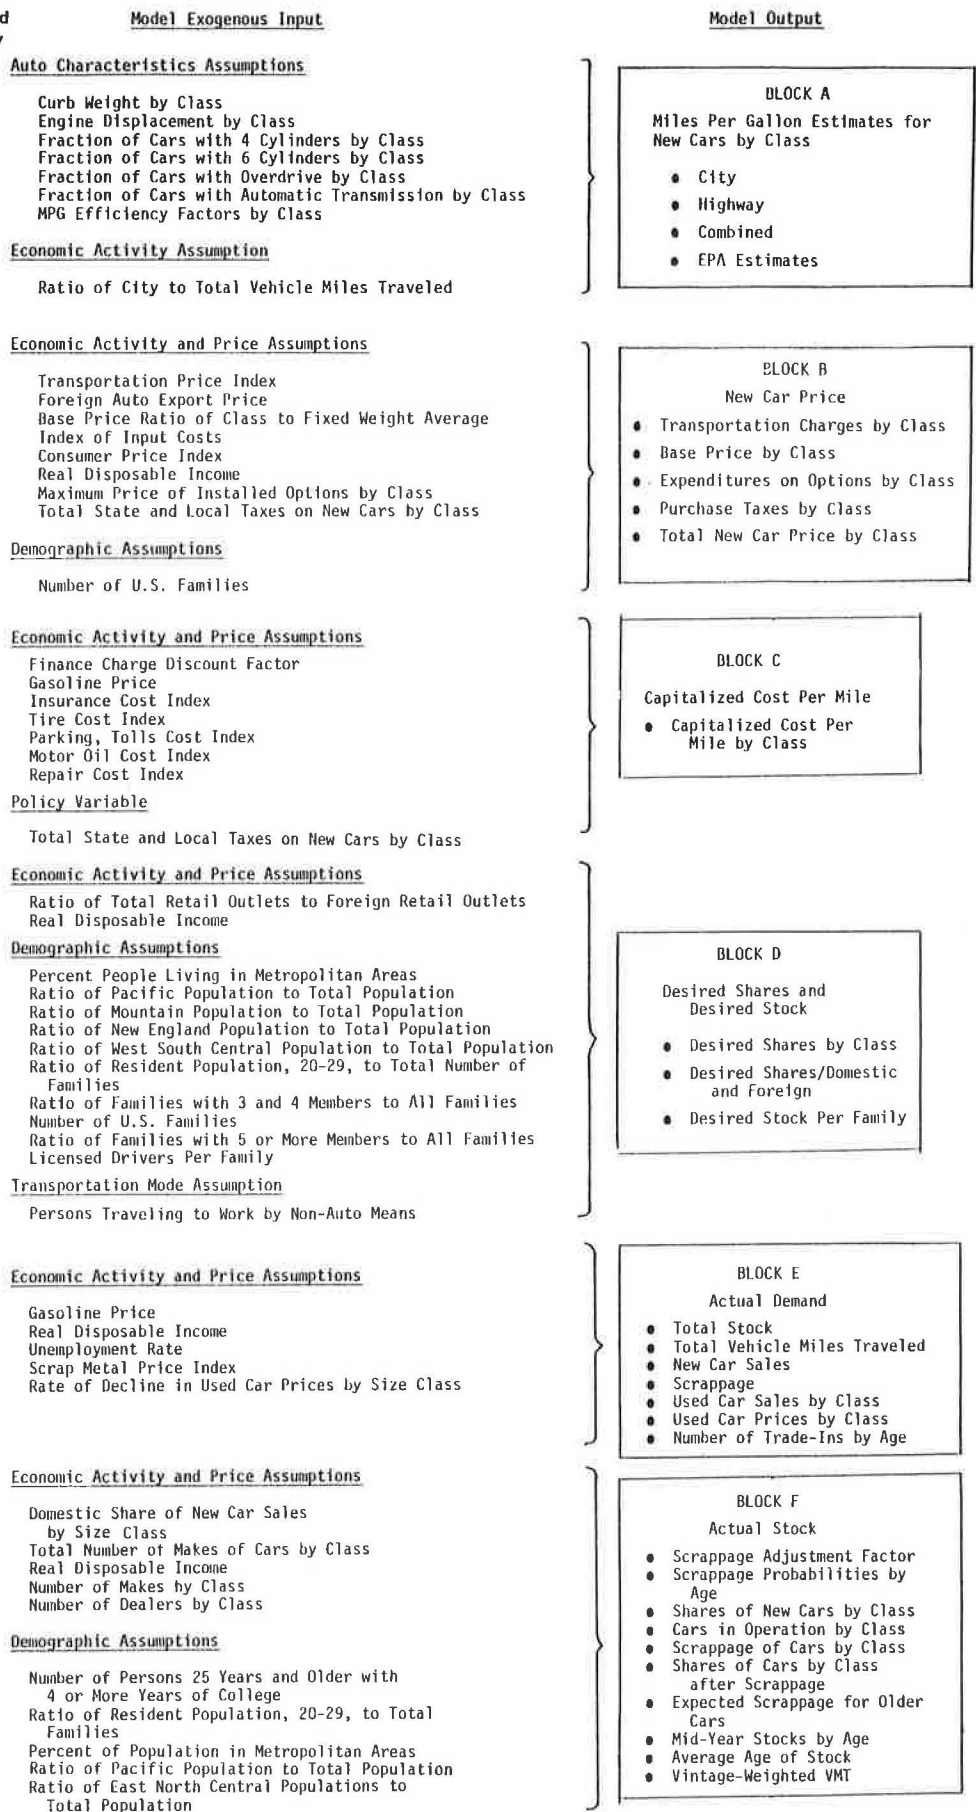 d
Model Exogenous Input
Model Output
Auto Characteristics Assumptions
Curb Weight by Class
Engine Displacement by Class
Fraction of Cars with 4 Cylinders by Class
Fraction of Cars with 6 Cylinders by Class
Fraction of Cars with Overdrive by Class
Fraction of Cars with Automatic Transmission by Class
MPG Efficiency Factors by Class
Economic Activity Assumption
Ratio of City to Total Vehicle Miles Traveled
BLOCK A
Miles Per Gallon Estimates for
New Cars by Class
• City
• Highway
• Combined
• EPA Estimates
Economic Activity and Price Assumptions
Transportation Price Index
Foreign Auto Export Price
Base Price Ratio of Class to Fixed Weight Average
Index of Input Costs
Consumer Price Index
Real Disposable Income
Maximum Price of Installed Options by Class
Total State and Local Taxes on New Cars by Class
Demographic Assumptions
Number of U.S. Families
BLOCK B
New Car Price
• Transportation Charges by Class
• Base Price by Class
• Expenditures on Options by Class
• Purchase Taxes by Class
• Total New Car Price by Class
Economic Activity and Price Assumptions
Finance Charge Discount Factor
Gasoline Price
Insurance Cost Index
Tire Cost Index
Parking, Tolls Cost Index
Motor Oil Cost Index
Repair Cost Index
Policy Variable
Total State and Local Taxes on New Cars by Class
BLOCK C
Capitalized Cost Per Mile
• Capitalized Cost Per
Mile by Class
Economic Activity and Price Assumptions
Ratio of Total Retail Outlets to Foreign Retail Outlets
Real Disposable Income
Demographic Assumptions
Percent People Living in Metropolitan Areas
Ratio of Pacific Population to Total Population
Ratio of Mountain Population to Total Population
Ratio of New England Population to Total Population
Ratio of West South Central Population to Total Population
Ratio of Resident Population, 20-29, to Total Number of
Families
Ratio of Families with 3 and 4 Members to All Families
Number of U.S. Families
Ratio of Families with 5 or More Members to All Families
Licensed Drivers Per Family
Transportation Mode Assumption
Persons Traveling to Work by Non-Auto Means
BLOCK D
Desired Shares and
Desired Stock
• Desired Shares by Class
• Desired Shares/Domestic
and Foreign
• Desired Stock Per Family
Economic Activity and Price Assumptions
Gasoline Price
Real Disposable Income
Unemployment Rate
Scrap Metal Price Index
Rate of Decline in Used Car Prices by Size Class
BLOCK E
Actual Demand
• Total Stock
• Total Vehicle Miles Traveled
• New Car Sales
• Scrappage
• Used Car Sales by Class
• Used Car Prices by Class
• Number of Trade-Ins by Age
Economic Activity and Price Assumptions
Domestic Share of New Car Sales
by Size Class
Total Number of Makes of Cars by Class
Real Disposable Income
Number of Makes by Class
Number of Dealers by Class
Demographic Assumptions
Number of Persons 25 Years and Older with
4 or More Years of College
Ratio of Resident Population, 20-29, to Total
Families
Percent of Population in Metropolitan Areas
Ratio of Pacific Population to Total Population
Ratio of East North Central Populations to
Total Population
BLOCK F
Actual Stock
• Scrappage Adjustment Factor
• Scrappage Probabilities by
Age
• Shares of New Cars by Class
• Cars in Operation by Class
• Scrappage of Cars by Class
• Shares of Cars by Class
after Scrappage
• Expected Scrappage for Older
Cars
• Mid-Year Stocks by Age
• Average Age of Stock
• Vintage-Weighted VMT